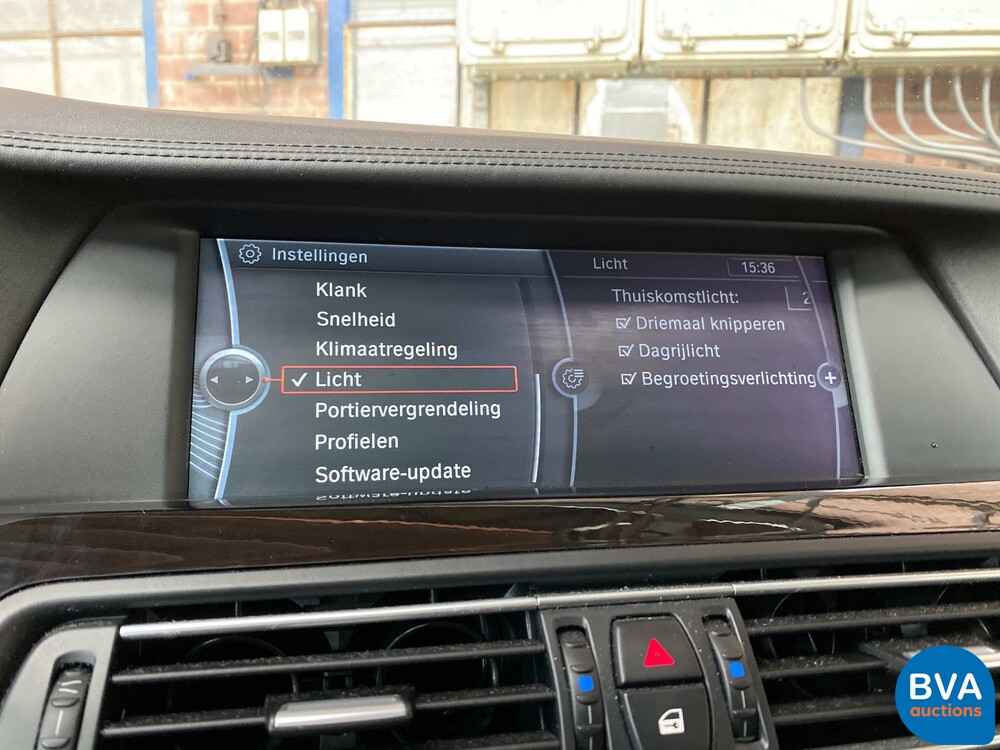 Instellingen
Klank
Snelheid
Klimaatregeling
Licht
Portiervergrendeling
Profielen
Software-update
Licht
15:36
Thuiskomstlicht:
Driemaal knipperen
Dagrijlicht
Begroetingsverlichting
BVA
auctions